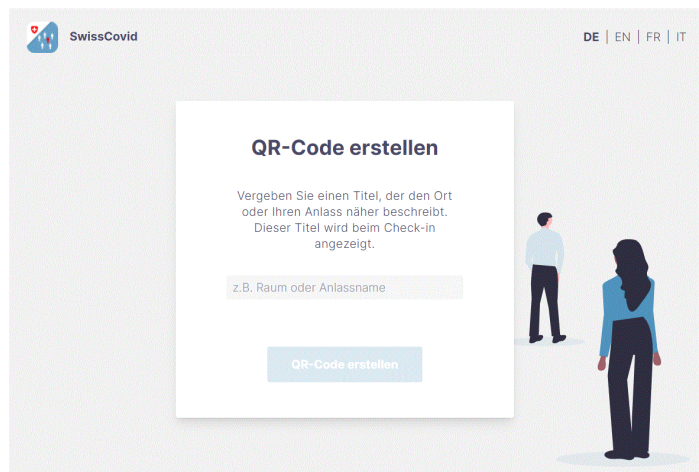 SwissCovid
DE | EN | FR | IT
QR-Code erstellen
Vergeben Sie einen Titel, der den Ort
oder Ihren Anlass näher beschreibt.
Dieser Titel wird beim Check-in
angezeigt.
z.B. Raum oder Anlassname
QR-Code erstellen